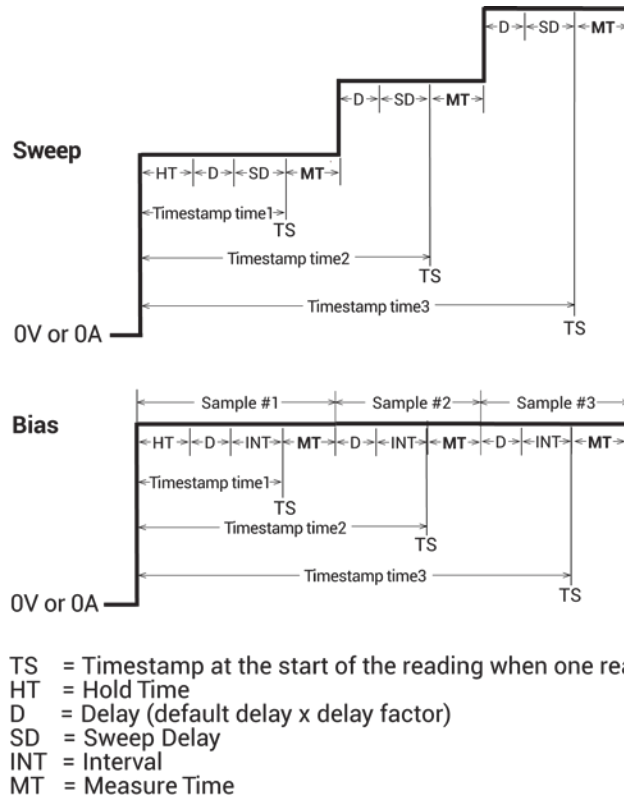 D SD MT
D SD MT
Sweep
HT D SD MT
Timestamp time1
TS
Timestamp time2
TS
Timestamp time3
TS
0V or 0A
Sample #1 Sample #2 Sample #3
Bias
HT D INT MT D INT MT D INT MT
Timestamp time1
TS
Timestamp time2
TS
Timestamp time3
TS
0V or 0A
TS = Timestamp at the start of the reading when one rea
HT = Hold Time
D = Delay (default delay x delay factor)
SD = Sweep Delay
INT = Interval
MT = Measure Time